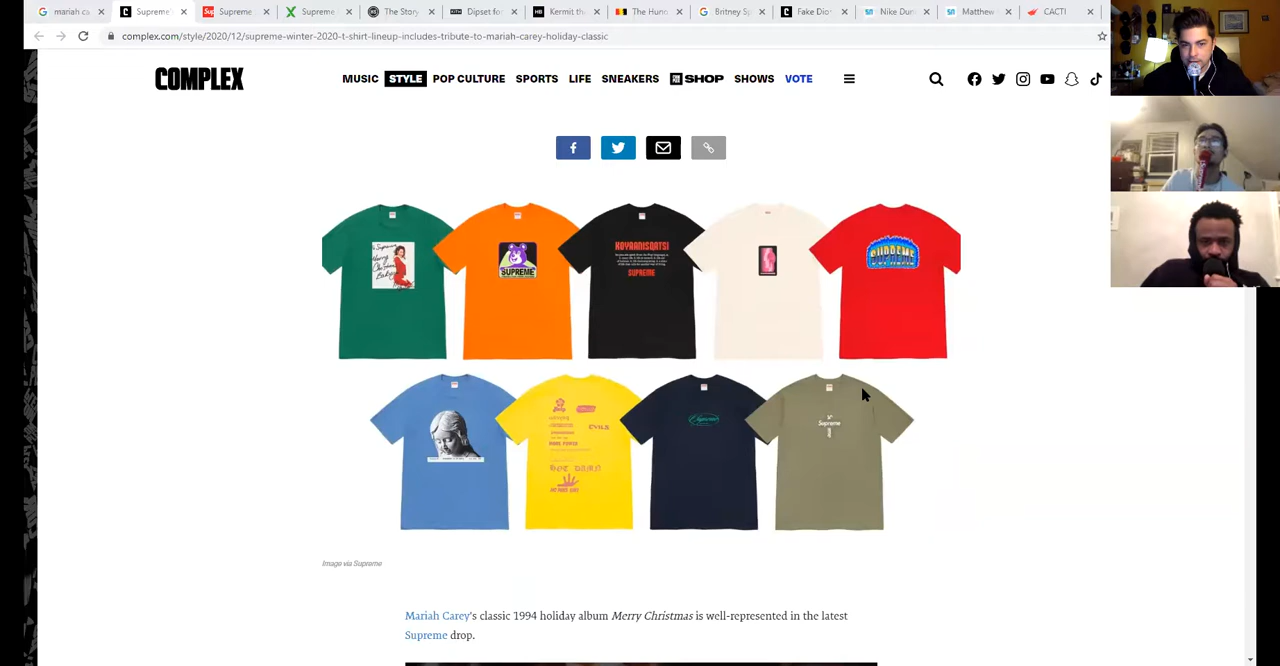 mariah ca
Supreme
Supreme
Supreme
The Story
Dipset for
Kermit the
The Hunc
Britney Sp
Fake Dio
Nike Dun
Matthew
CACTI
complex.com/style/2020/12/supreme-winter-2020-t-shirt-lineup-includes-tribute-to-mariah-carey-holiday-classic
COMPLEX
MUSIC STYLE POP CULTURE SPORTS LIFE SNEAKERS SHOP SHOWS VOTE
SUPREME
KOYAANISQATSI
SUPREME
SUPREME
Supreme
Supreme
Image via Supreme
Mariah Carey's classic 1994 holiday album Merry Christmas is well-represented in the latest
Supreme drop.